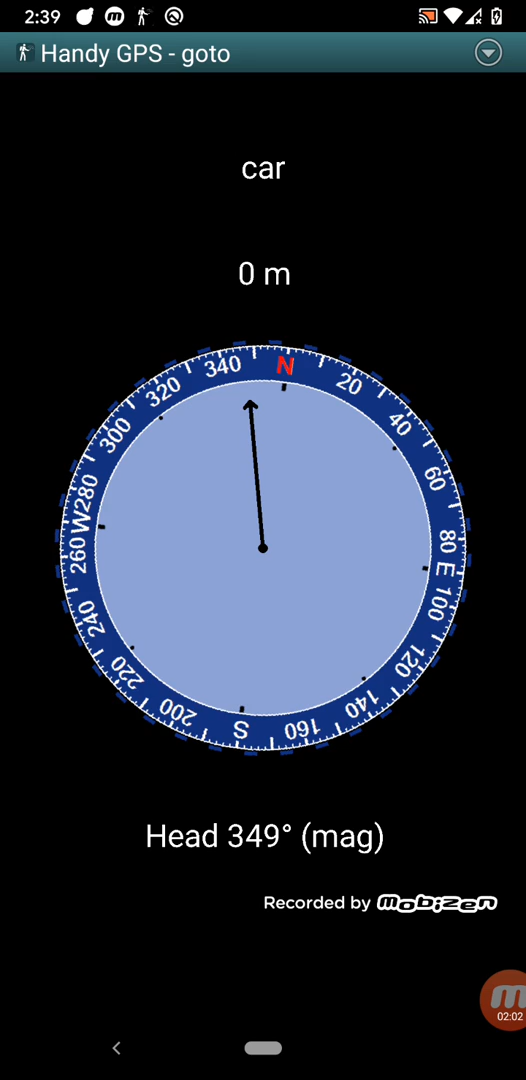 2:39
Handy GPS - goto
car
0 m
N
20
40
60
80
E
100
120
140
160
S
200
220
240
260
W
280
300
320
340
Head 349° (mag)
Recorded by mobizen
m
02:02